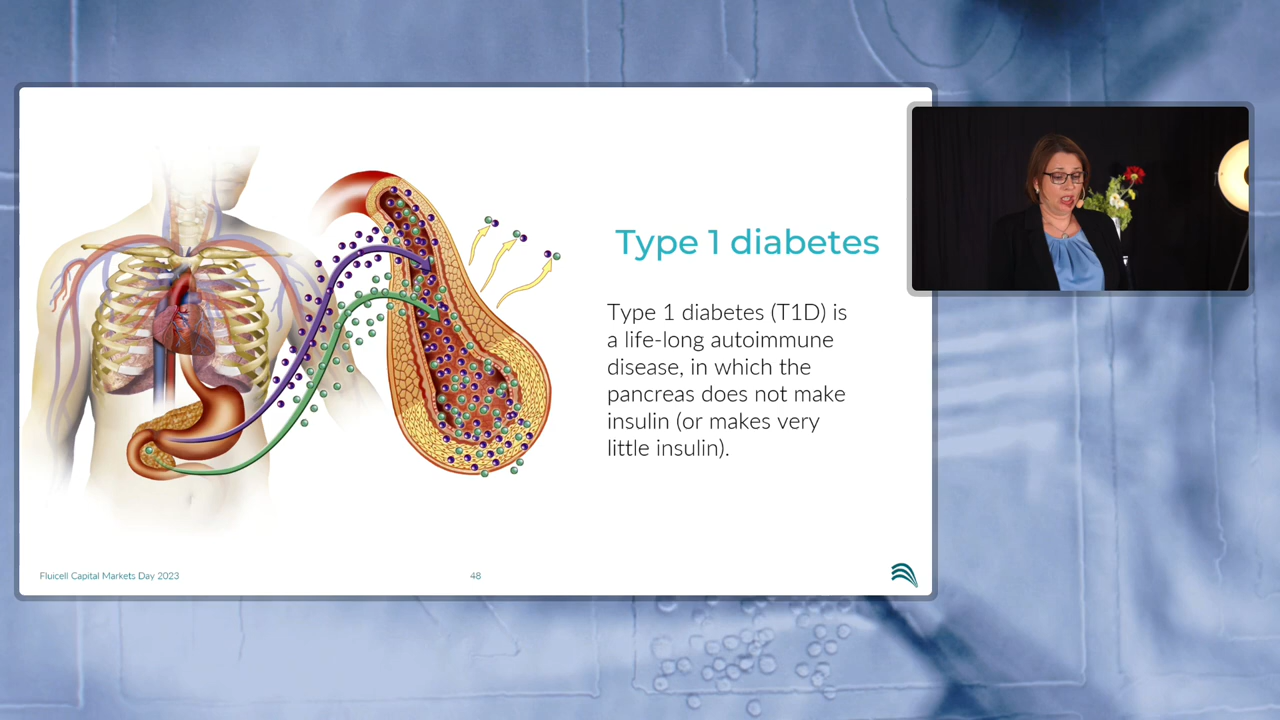 Type 1 diabetes
Type 1 diabetes (T1D) is
a life-long autoimmune
disease, in which the
pancreas does not make
insulin (or makes very
little insulin).
Fluicell Capital Markets Day 2023
48